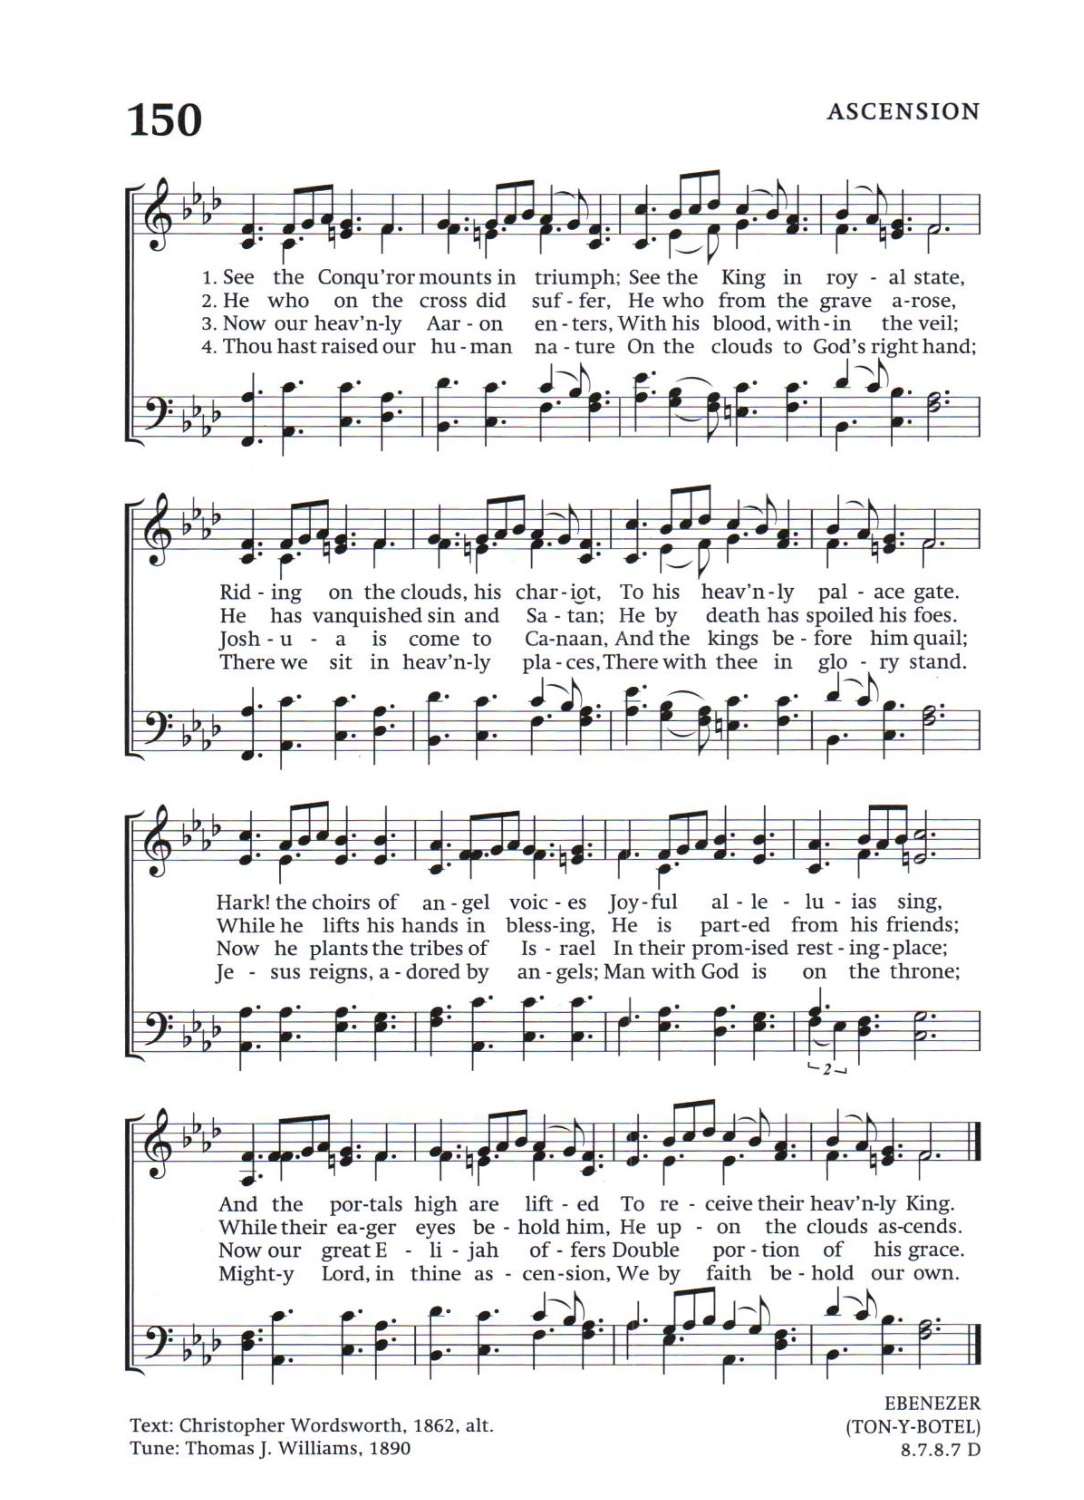 150
ASCENSION
1. See the Conqu'ror mounts in triumph; See the King in roy - al state,
2. He who on the cross did suf - fer, He who from the grave a-rose,
3. Now our heav'n-ly Aar - on en - ters, With his blood, with - in the veil;
4. Thou hast raised our hu - man na - ture On the clouds to God's right hand;
Rid - ing on the clouds, his char - iot, To his heav'n-ly pal - ace gate.
He has vanquished sin and Sa - tan; He by death has spoiled his foes.
Josh - u - a is come to Ca-naan, And the kings be - fore him quail;
There we sit in heav'n-ly pla - ces, There with thee in glo - ry stand.
Hark! the choirs of an - gel voic - es Joy - ful al - le - lu - ias sing,
While he lifts his hands in bless-ing, He is part-ed from his friends;
Now he plants the tribes of Is - rael In their prom-ised rest - ing - place;
Je - sus reigns, a - dored by an - gels; Man with God is on the throne;
2
And the por-tals high are lift - ed To re - ceive their heav'n-ly King.
While their ea-ger eyes be - hold him, He up - on the clouds as-cends.
Now our great E - li - jah of - fers Double por - tion of his grace.
Might-y Lord, in thine as - cen-sion, We by faith be - hold our own.
EBENEZER
Text: Christopher Wordsworth, 1862, alt.
(TON-Y-BOTEL)
Tune: Thomas J. Williams, 1890
8.7.8.7 D